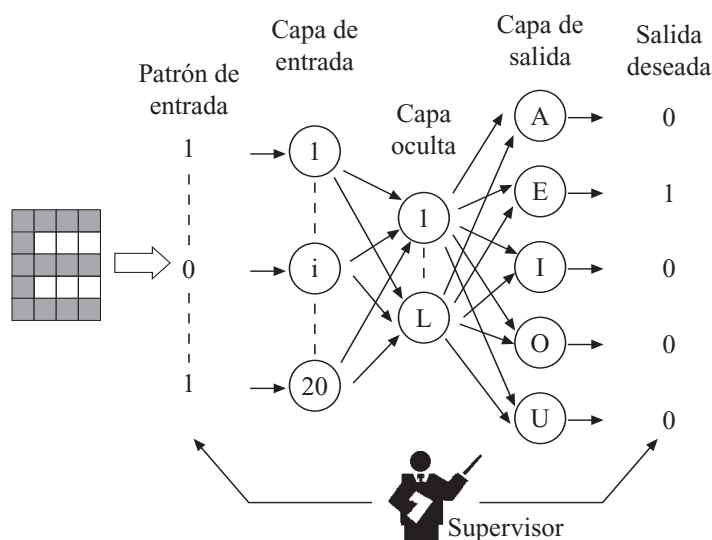 Patrón de
entrada
Capa de
entrada
Capa
oculta
Capa de
salida
Salida
deseada
1
0
1
1
i
20
1
L
A
E
I
O
U
0
1
0
0
0
Supervisor